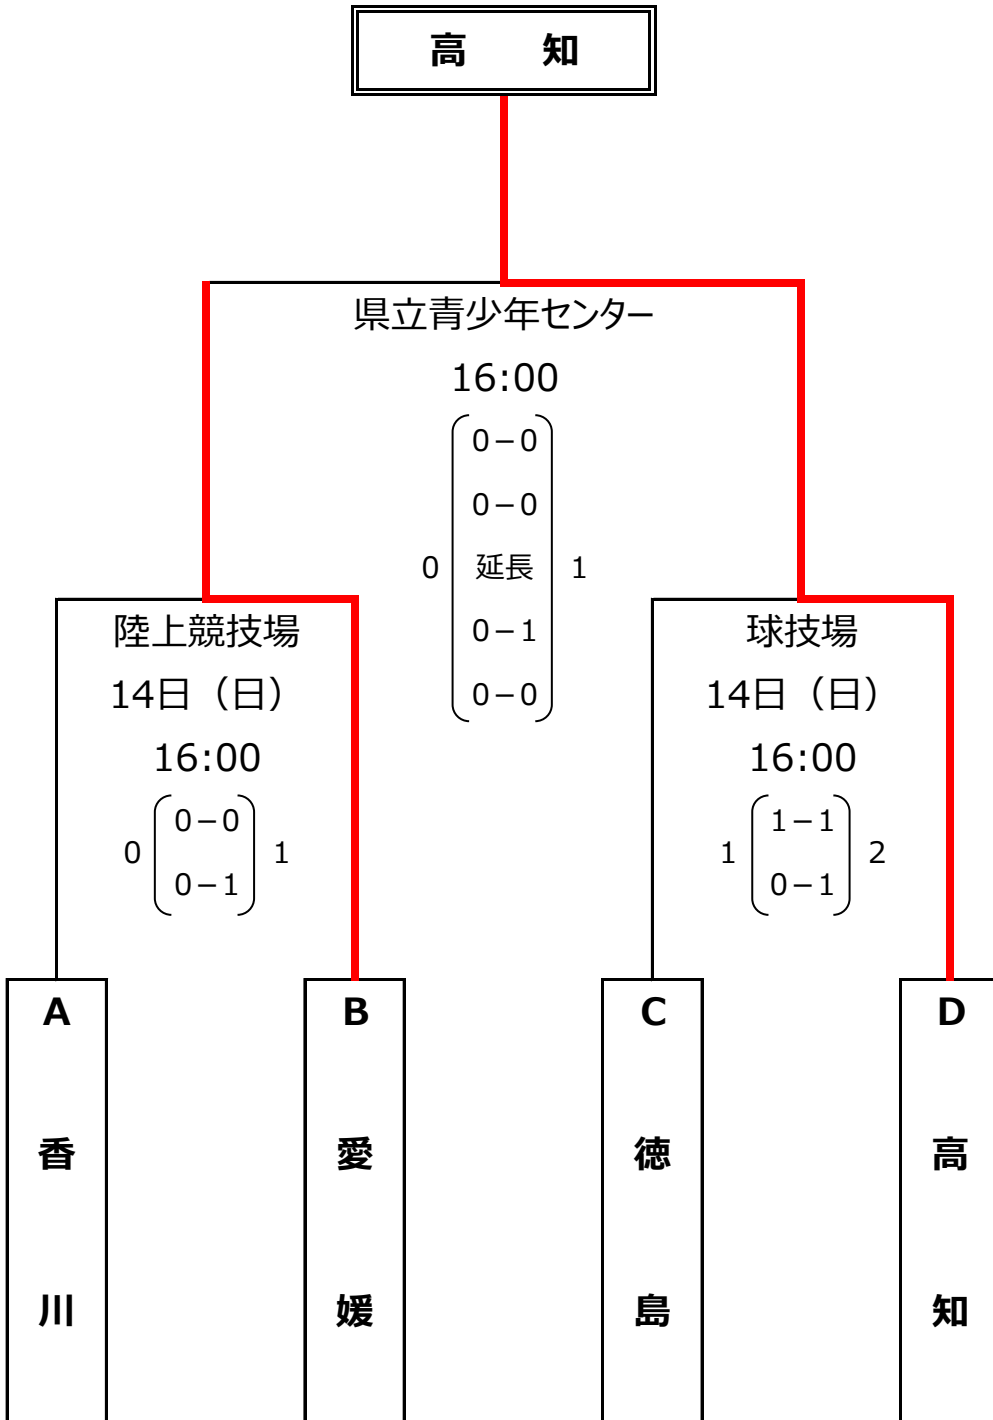 高　知
県立青少年センター
16:00
0－0
0－0
0 延長 1
0－1
0－0
陸上競技場
14日（日）
16:00
0－0
0 1
0－1
球技場
14日（日）
16:00
1－1
1 2
0－1
A
香
川
B
愛
媛
C
徳
島
D
高
知